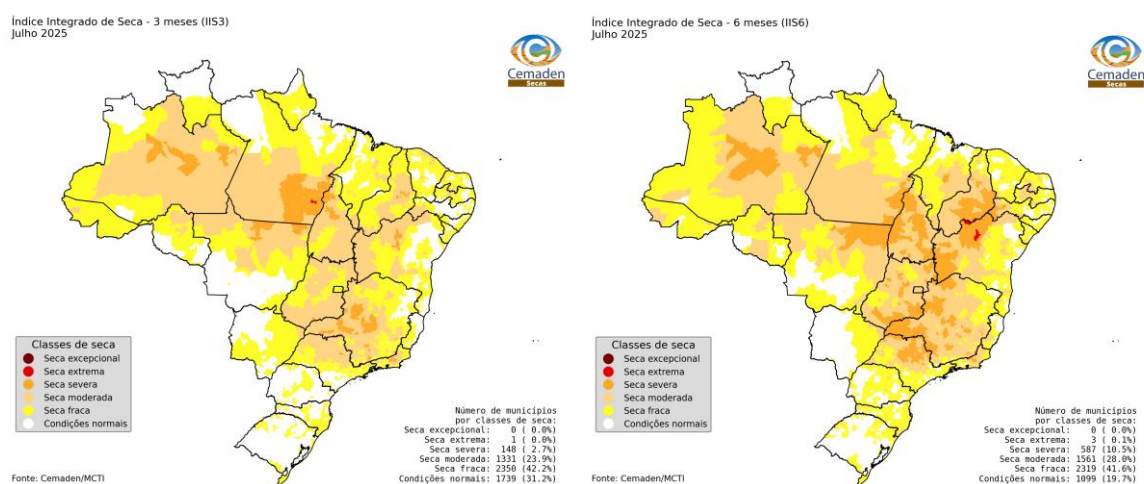 Índice Integrado de Seca - 3 meses (IIS3)
Julho 2025
Cemaden
Secas
Classes de seca
Seca excepcional
Seca extrema
Seca severa
Seca moderada
Seca fraca
Condições normais
Número de municípios
por classes de seca:
Seca excepcional: 0 ( 0.0%)
Seca extrema: 1 ( 0.0%)
Seca severa: 148 ( 2.7%)
Seca moderada: 1331 (23.9%)
Seca fraca: 2350 (42.2%)
Condições normais: 1739 (31.2%)
Fonte: Cemaden/MCTI
Índice Integrado de Seca - 6 meses (IIS6)
Julho 2025
Cemaden
Secas
Classes de seca
Seca excepcional
Seca extrema
Seca severa
Seca moderada
Seca fraca
Condições normais
Número de municípios
por classes de seca:
Seca excepcional: 0 ( 0.0%)
Seca extrema: 3 ( 0.1%)
Seca severa: 587 (10.5%)
Seca moderada: 1561 (28.0%)
Seca fraca: 2319 (41.6%)
Condições normais: 1099 (19.7%)
Fonte: Cemaden/MCTI